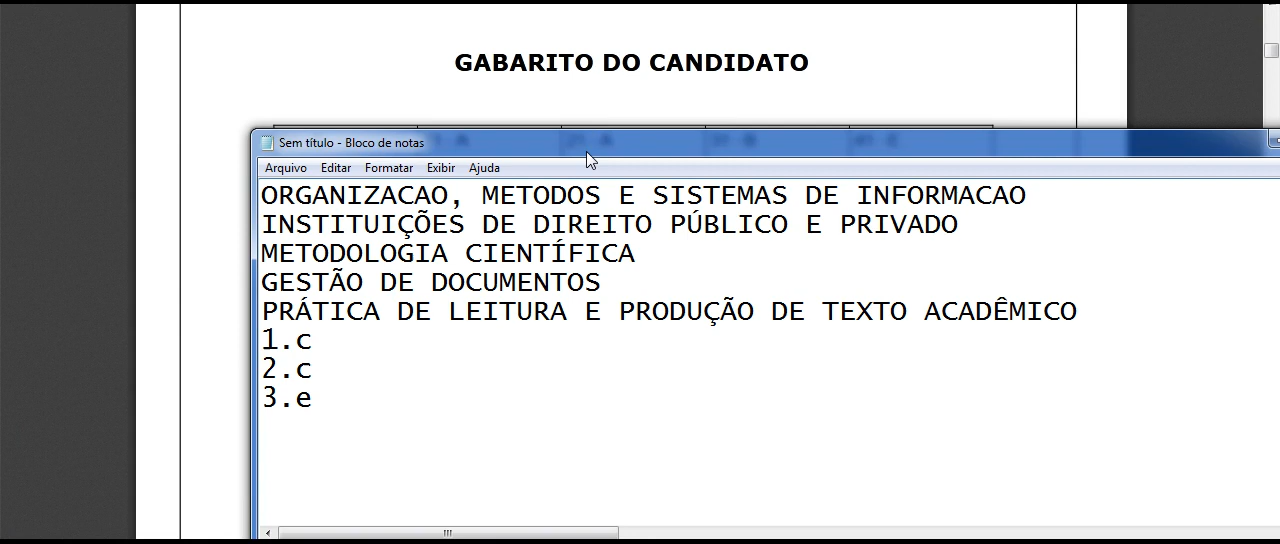 GABARITO DO CANDIDATO
Sem título - Bloco de notas
Arquivo Editar Formatar Exibir Ajuda
ORGANIZACAO, METODOS E SISTEMAS DE INFORMACAO
INSTITUIÇÕES DE DIREITO PÚBLICO E PRIVADO
METODOLOGIA CIENTÍFICA
GESTÃO DE DOCUMENTOS
PRÁTICA DE LEITURA E PRODUÇÃO DE TEXTO ACADÊMICO
1.c
2.c
3.e